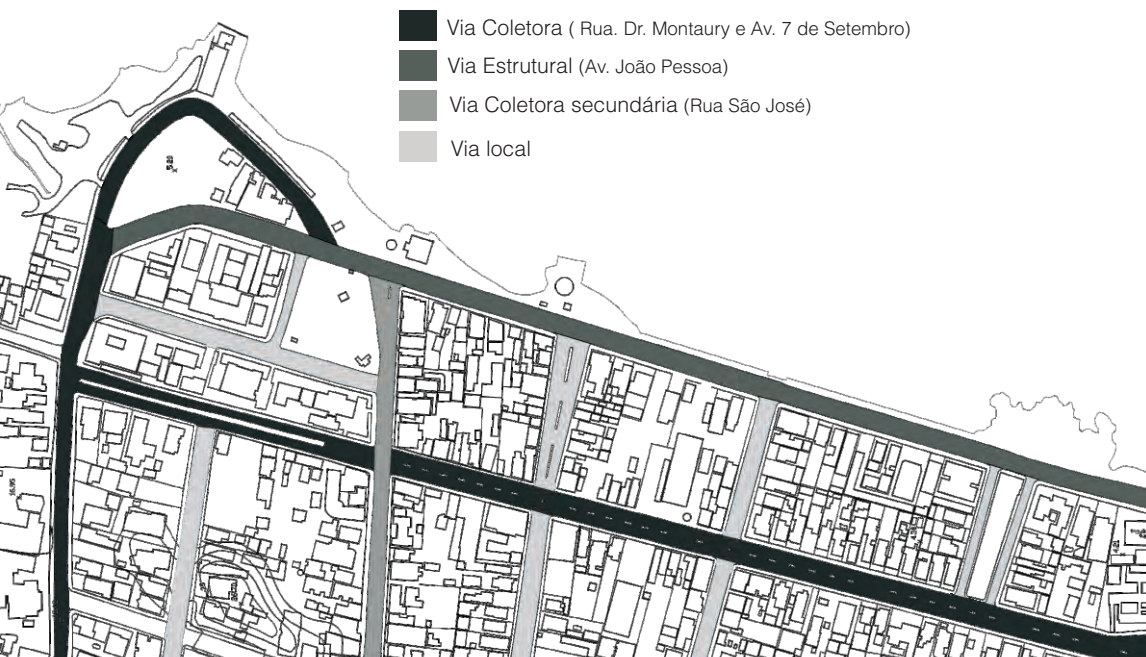 Via Coletora ( Rua. Dr. Montaury e Av. 7 de Setembro)
Via Estrutural (Av. João Pessoa)
Via Coletora secundária (Rua São José)
Via local